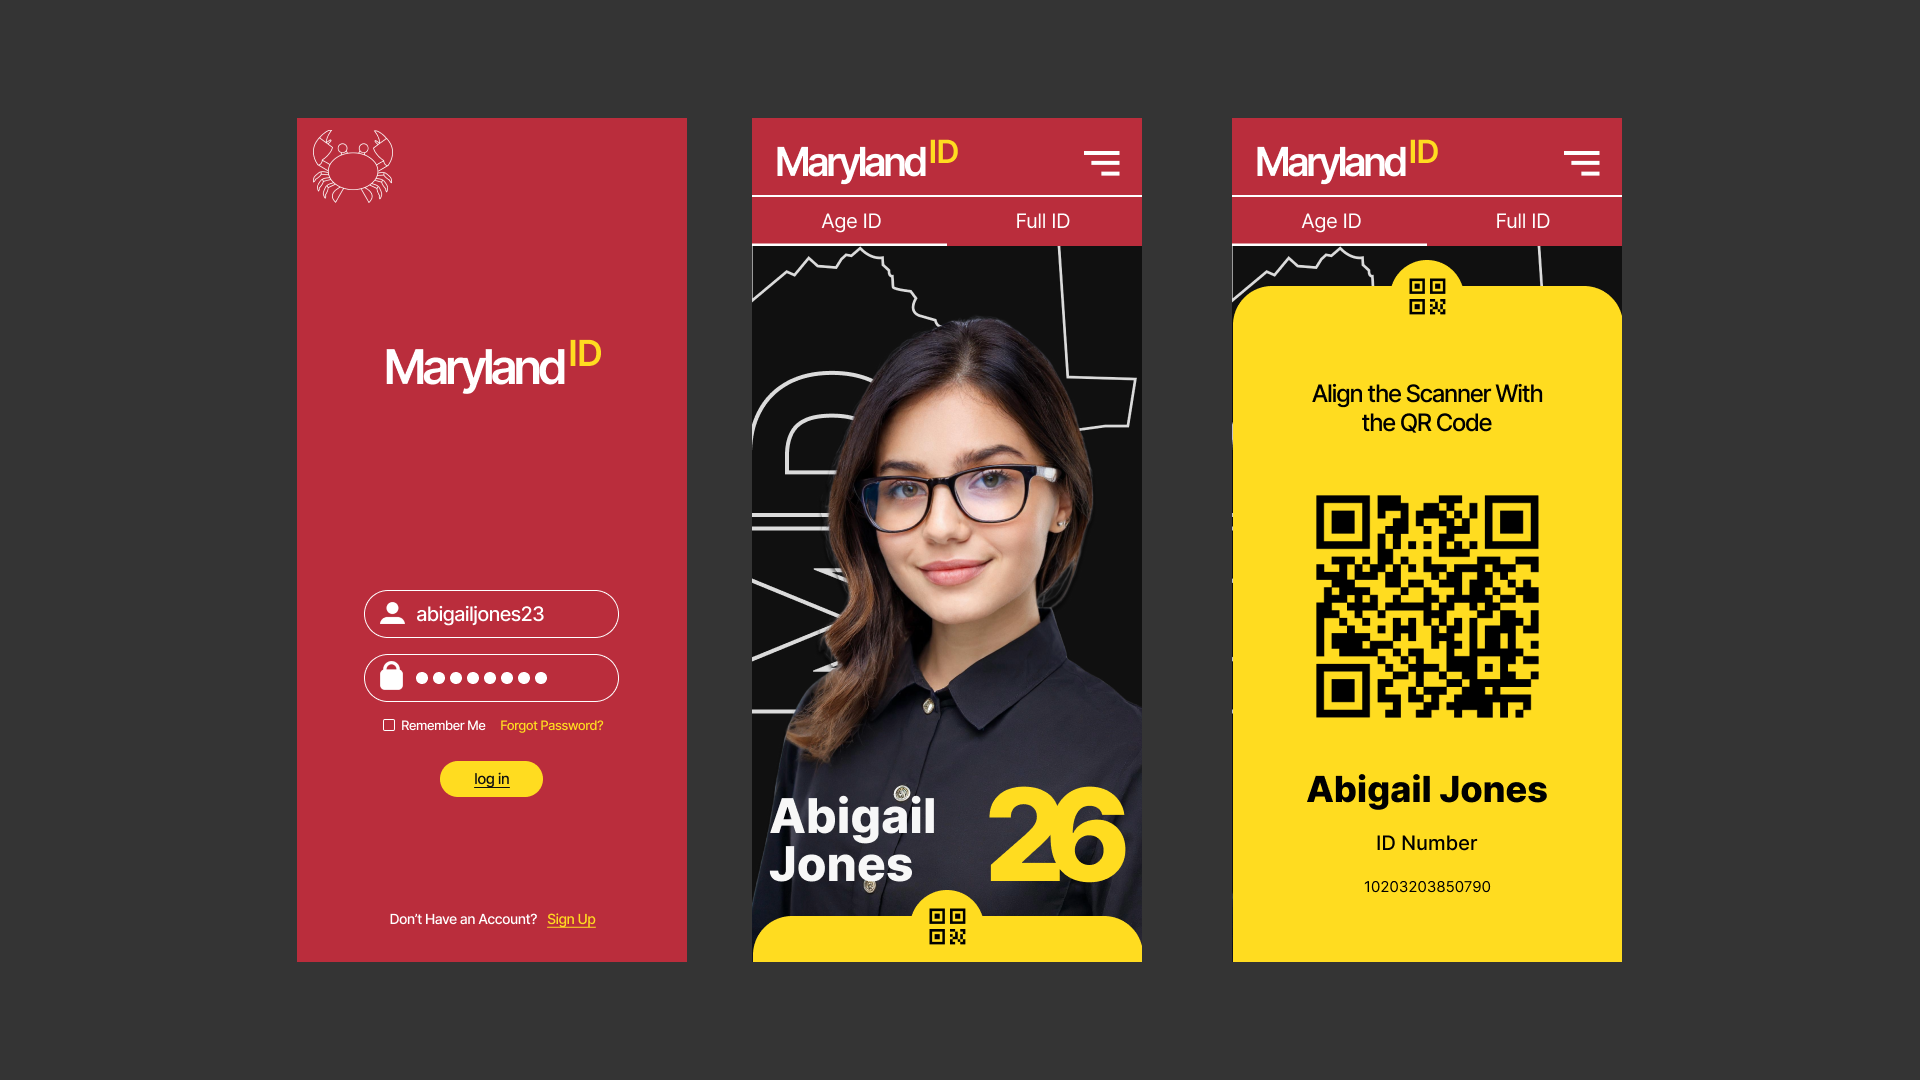 Maryland ID
abigailjones23
Remember Me Forgot Password?
log in
Don't Have an Account? Sign Up
Maryland ID
Age ID Full ID
MD
Abigail
Jones
26
Maryland ID
Age ID Full ID
Align the Scanner With
the QR Code
Abigail Jones
ID Number
10203203850790